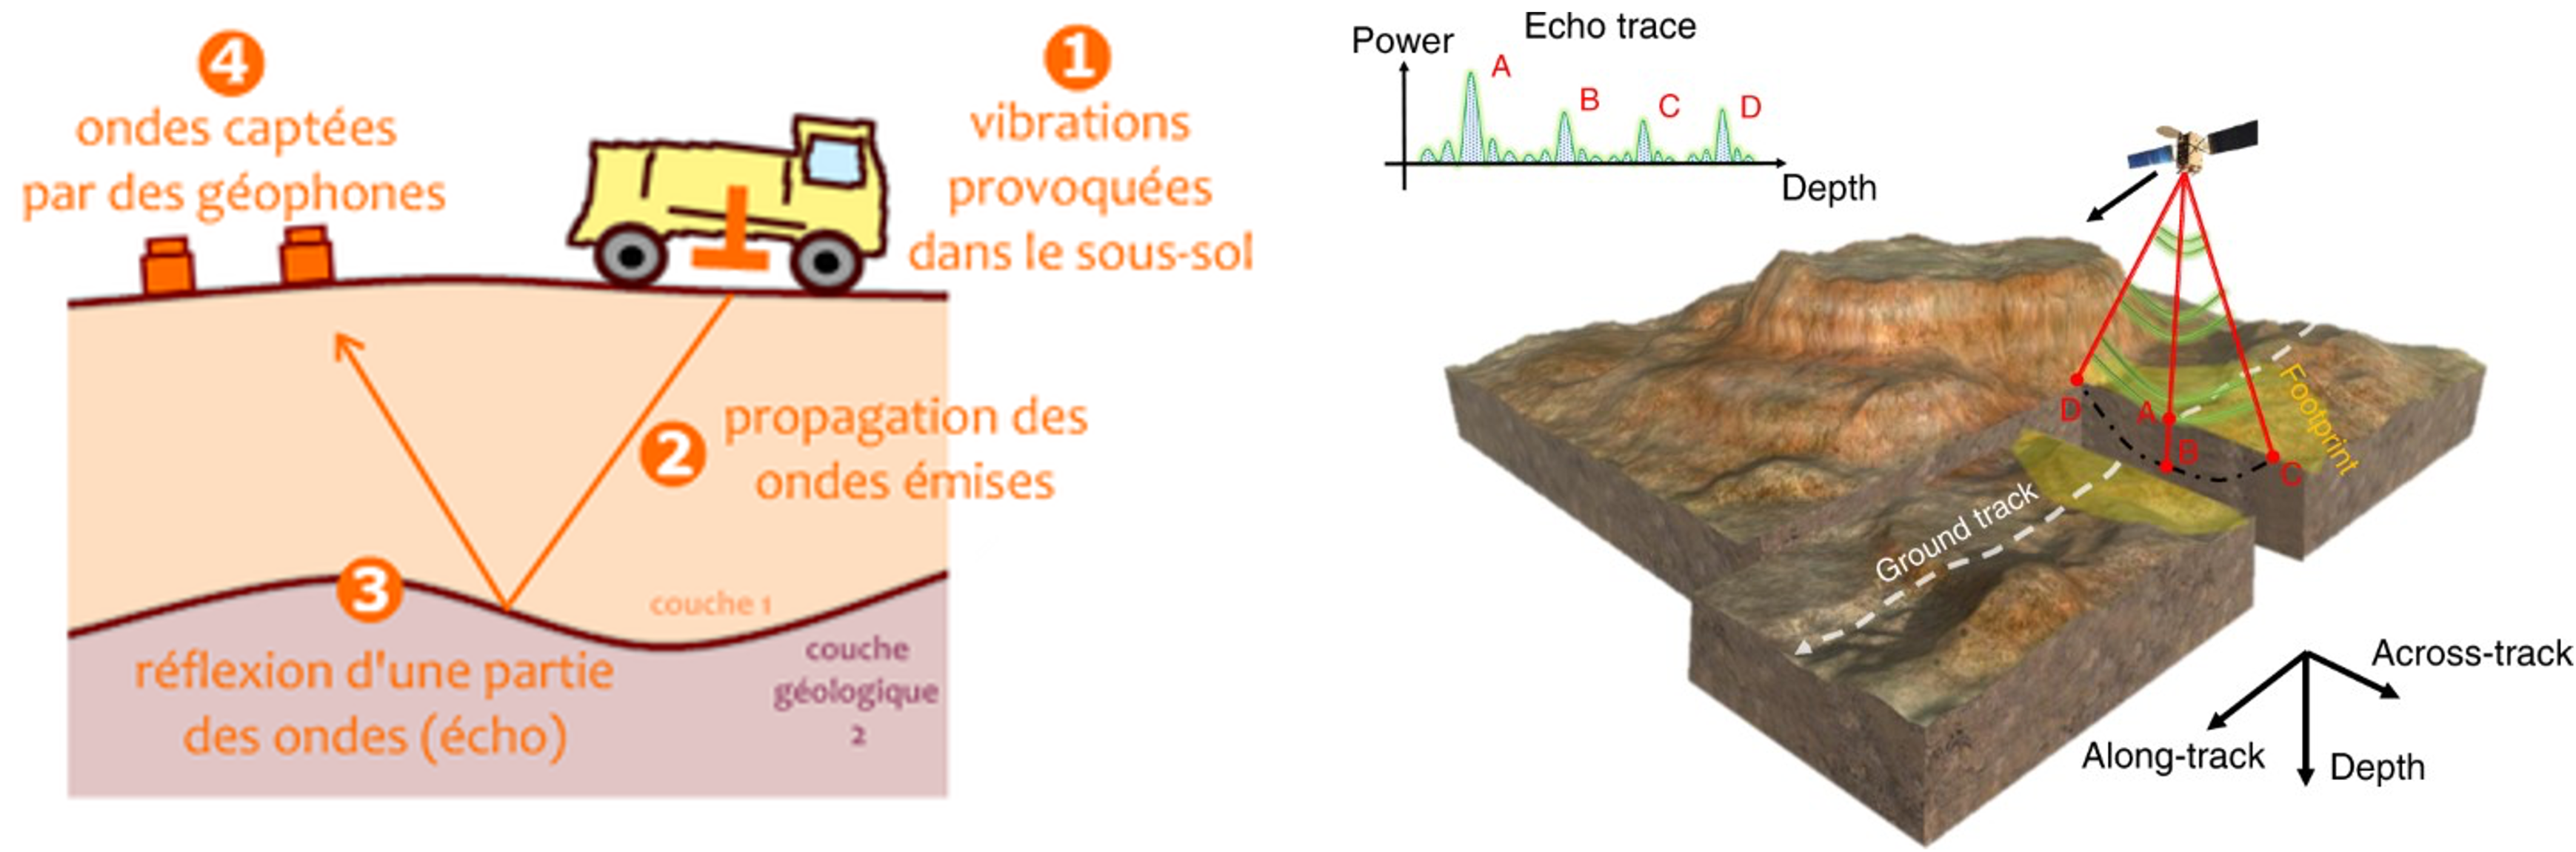 4
ondes captées
par des géophones
1
vibrations
provoquées
dans le sous-sol
2
propagation des
ondes émises
3
réflexion d'une partie
des ondes (écho)
couche 1
couche
géologique
2
Echo trace
Power
A
B
C
D
Depth
D
A
B
C
Footprint
Ground track
Across-track
Along-track
Depth